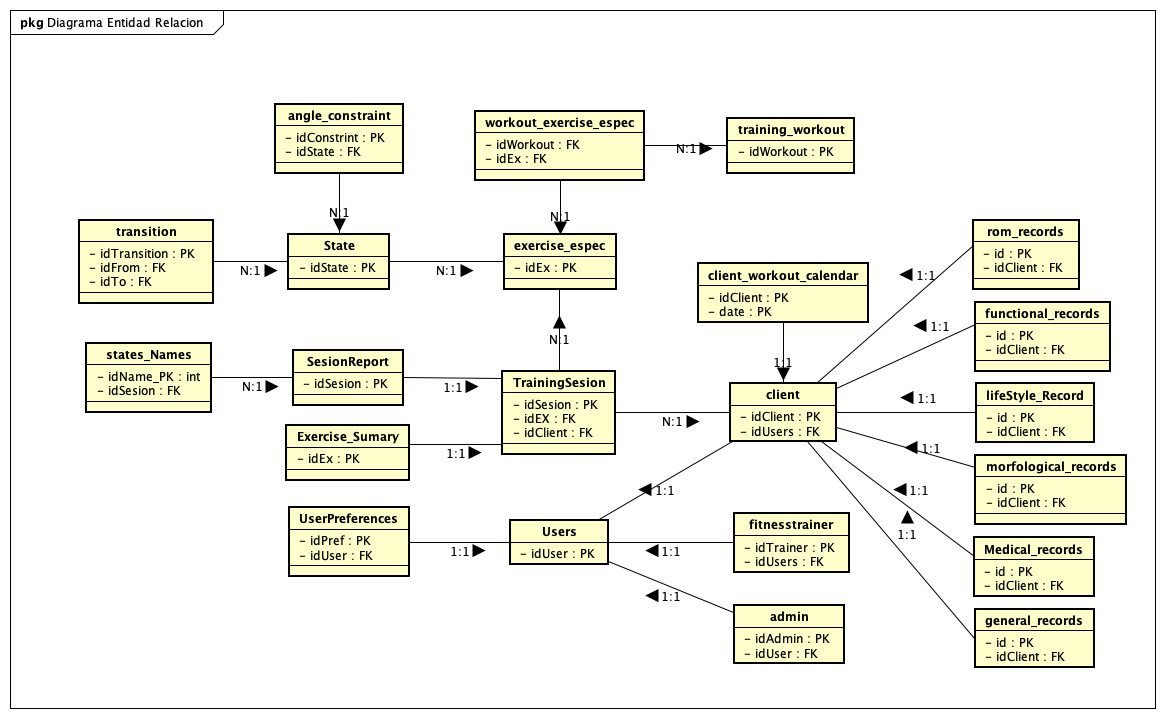 pkg Diagrama Entidad Relacion
angle_constraint
- idConstrint : PK
- idState : FK
workout_exercise_espec
- idWorkout : FK
- idEx : FK
training_workout
- idWorkout : PK
N:1
N:1
N:1
transition
- idTransition : PK
- idFrom : FK
- idTo : FK
N:1
State
- idState : PK
N:1
exercise_espec
- idEx : PK
client_workout_calendar
- idClient : PK
- date : PK
rom_records
- id : PK
- idClient : FK
1:1
functional_records
- id : PK
- idClient : FK
1:1
states_Names
- idName_PK : int
- idSesion : FK
N:1
SesionReport
- idSesion : PK
1:1
N:1
TrainingSesion
- idSesion : PK
- idEX : FK
- idClient : FK
N:1
1:1
client
- idClient : PK
- idUsers : FK
lifeStyle_Record
- id : PK
- idClient : FK
1:1
Exercise_Sumary
- idEx : PK
1:1
morfological_records
- id : PK
- idClient : FK
1:1
1:1
1:1
1:1
UserPreferences
- idPref : PK
- idUser : FK
1:1
Users
- idUser : PK
1:1
fitnesstrainer
- idTrainer : PK
- idUsers : FK
Medical_records
- id : PK
- idClient : FK
1:1
admin
- idAdmin : PK
- idUser : FK
general_records
- id : PK
- idClient : FK